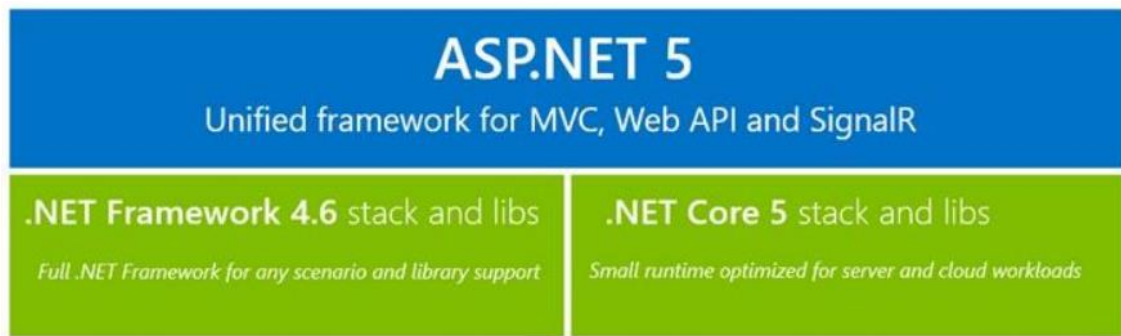 ASP.NET 5
Unified framework for MVC, Web API and SignalR
.NET Framework 4.6 stack and libs
Full .NET Framework for any scenario and library support
.NET Core 5 stack and libs
Small runtime optimized for server and cloud workloads